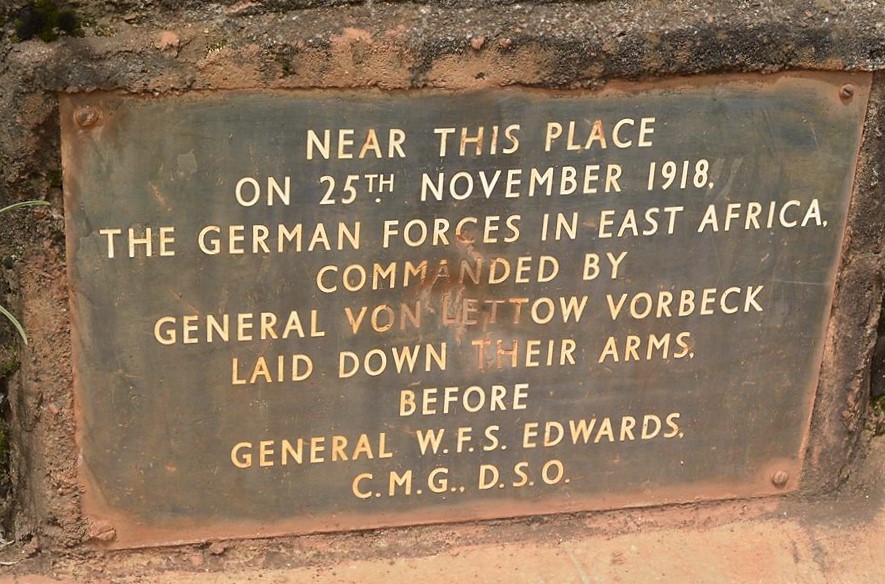 NEAR THIS PLACE
ON 25TH NOVEMBER 1918.
THE GERMAN FORCES IN EAST AFRICA,
COMMANDED BY
GENERAL VON LETTOW VORBECK
LAID DOWN THEIR ARMS,
BEFORE
GENERAL W.F.S. EDWARDS,
C.M.G., D.S.O.